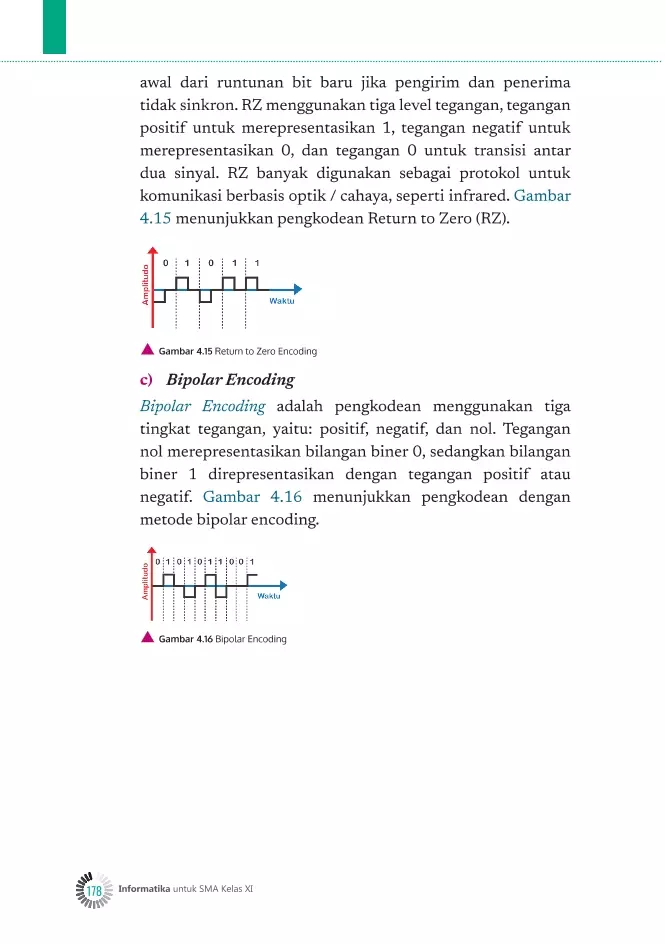 awal dari runtunan bit baru jika pengirim dan penerima
tidak sinkron. RZ menggunakan tiga level tegangan, tegangan
positif untuk merepresentasikan 1, tegangan negatif untuk
merepresentasikan 0, dan tegangan 0 untuk transisi antar
dua sinyal. RZ banyak digunakan sebagai protokol untuk
komunikasi berbasis optik / cahaya, seperti infrared. Gambar
4.15 menunjukkan pengkodean Return to Zero (RZ).
0 1 0 1 1
Amplitudo
Waktu
Gambar 4.15 Return to Zero Encoding
c) Bipolar Encoding
Bipolar Encoding adalah pengkodean menggunakan tiga
tingkat tegangan, yaitu: positif, negatif, dan nol. Tegangan
nol merepresentasikan bilangan biner 0, sedangkan bilangan
biner 1 direpresentasikan dengan tegangan positif atau
negatif. Gambar 4.16 menunjukkan pengkodean dengan
metode bipolar encoding.
0 1 0 1 0 1 1 0 0 1
Amplitudo
Waktu
Gambar 4.16 Bipolar Encoding
178 Informatika untuk SMA Kelas XI